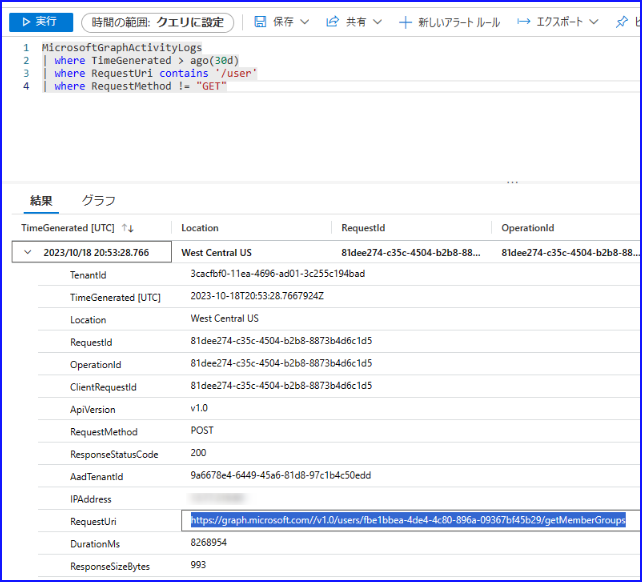 実行
時間の範囲: クエリに設定
保存
共有
新しいアラート ルール
エクスポート
1 MicrosoftGraphActivityLogs
2 | where TimeGenerated > ago(30d)
3 | where RequestUri contains '/user'
4 | where RequestMethod != "GET"
...
結果 グラフ
TimeGenerated [UTC] ↑↓ Location RequestId OperationId
2023/10/18 20:53:28.766 West Central US 81dee274-c35c-4504-b2b8-88... 81dee274-c35c-4504-b2b8-88...
TenantId 3cacfbf0-11ea-4696-ad01-3c255c194bad
TimeGenerated [UTC] 2023-10-18T20:53:28.7667924Z
Location West Central US
RequestId 81dee274-c35c-4504-b2b8-8873b4d6c1d5
OperationId 81dee274-c35c-4504-b2b8-8873b4d6c1d5
ClientRequestId 81dee274-c35c-4504-b2b8-8873b4d6c1d5
ApiVersion v1.0
RequestMethod POST
ResponseStatusCode 200
AadTenantId 9a6678e4-6449-45a6-81d8-97c1b4c50edd
IPAddress
RequestUri https://graph.microsoft.com//v1.0/users/fbe1bbea-4de4-4c80-896a-09367bf45b29/getMemberGroups
DurationMs 8268954
ResponseSizeBytes 993